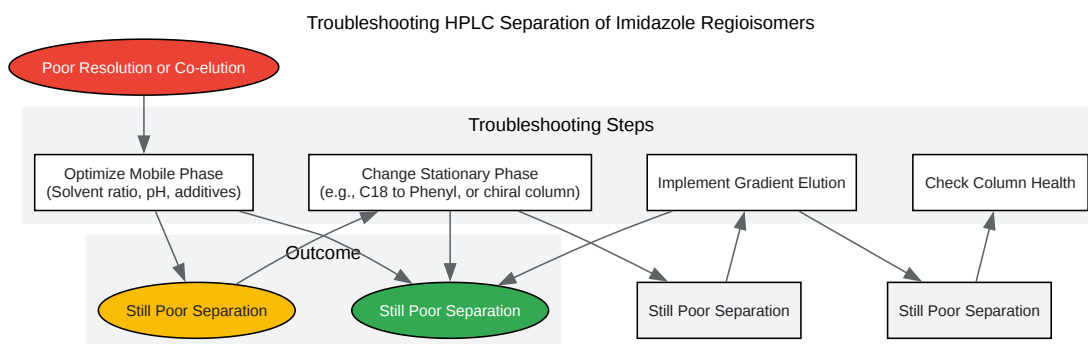 Troubleshooting HPLC Separation of Imidazole Regioisomers
Poor Resolution or Co-elution
Troubleshooting Steps
Optimize Mobile Phase
(Solvent ratio, pH, additives)
Change Stationary Phase
(e.g., C18 to Phenyl, or chiral column)
Implement Gradient Elution
Check Column Health
Outcome
Still Poor Separation
Still Poor Separation
Still Poor Separation
Still Poor Separation